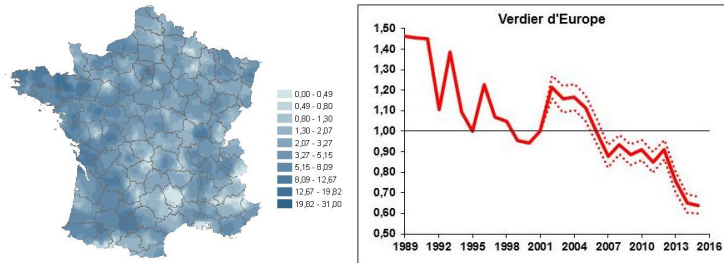 0,00 - 0,49
0,49 - 0,80
0,80 - 1,30
1,30 - 2,07
2,07 - 3,27
3,27 - 5,15
5,15 - 8,09
8,09 - 12,67
12,67 - 19,82
19,82 - 31,00
Verdier d'Europe
1,50
1,40
1,30
1,20
1,10
1,00
0,90
0,80
0,70
0,60
0,50
1989 1992 1995 1998 2001 2004 2007 2010 2013 2016